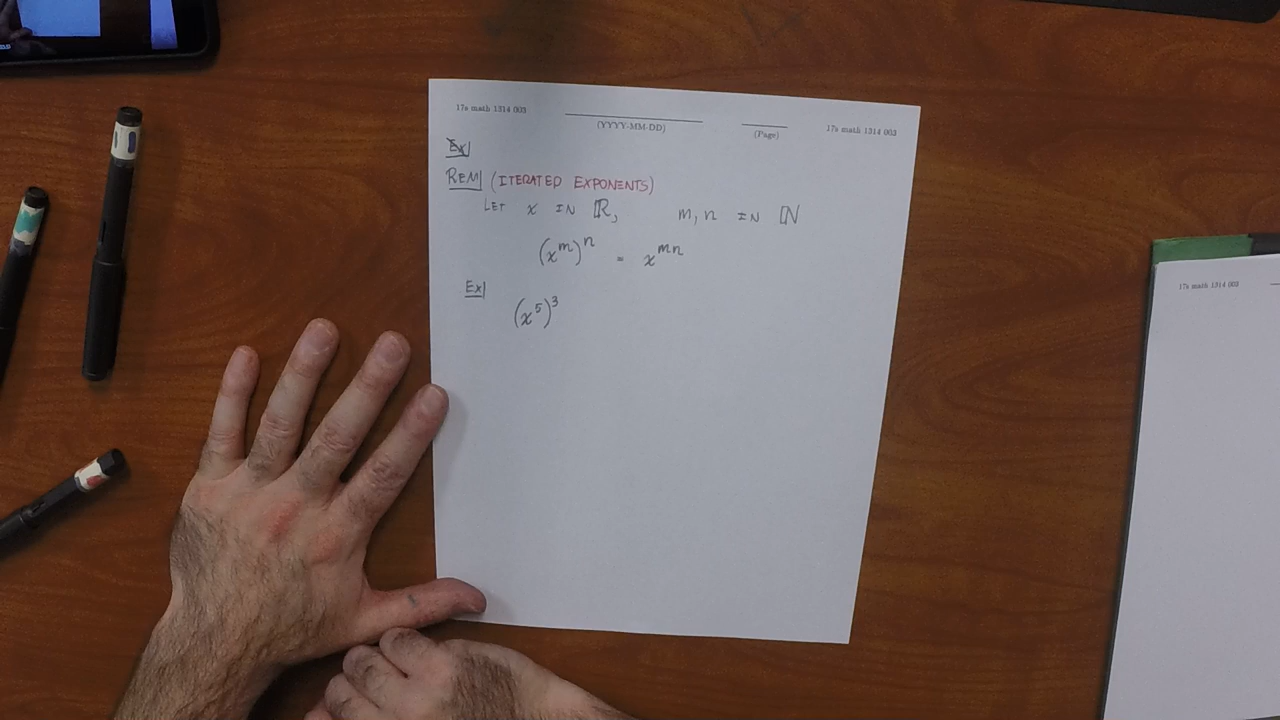 17s math 1314 003 (YYYY-MM-DD) (Page) 17s math 1314 003
Ex
REM (ITERATED EXPONENTS)
LET x IN ℝ, m, n IN ℕ
(x^m)^n = x^mn
Ex
(x^5)^3
17s math 1314 003